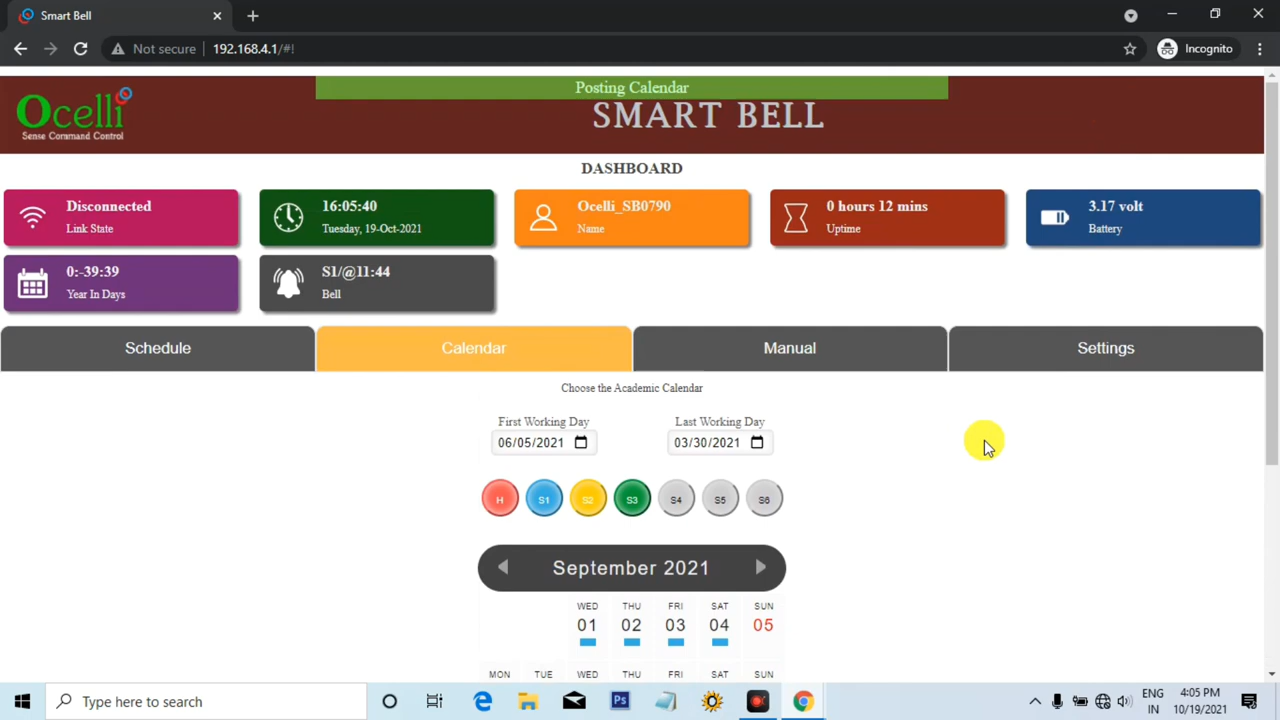 Smart Bell
Not secure
192.168.4.1/#!
Incognito
Posting Calendar
Ocelli
Sense Command Control
SMART BELL
DASHBOARD
Disconnected
Link State
16:05:40
Tuesday, 19-Oct-2021
Ocelli_SB0790
Name
0 hours 12 mins
Uptime
3.17 volt
Battery
0:-39:39
Year In Days
S1/@11:44
Bell
Schedule
Calendar
Manual
Settings
Choose the Academic Calendar
First Working Day
Last Working Day
06/05/2021
03/30/2021
H S1 S2 S3 S4 S5 S6
September 2021
WED THU FRI SAT SUN
01 02 03 04 05
MON TUE WED THU FRI SAT SUN
Type here to search
Ps
ENG
IN
4:05 PM
10/19/2021